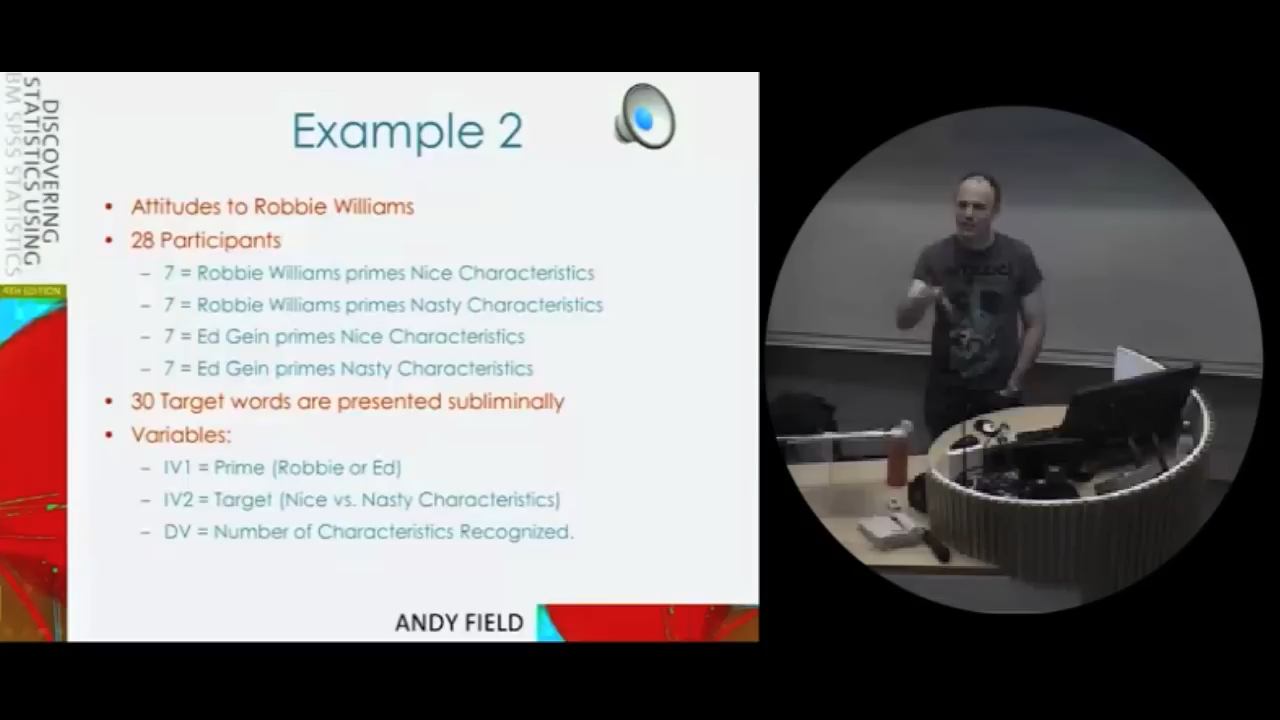 DISCOVERING
STATISTICS USING
IBM SPSS STATISTICS
4TH EDITION
Example 2
• Attitudes to Robbie Williams
• 28 Participants
– 7 = Robbie Williams primes Nice Characteristics
– 7 = Robbie Williams primes Nasty Characteristics
– 7 = Ed Gein primes Nice Characteristics
– 7 = Ed Gein primes Nasty Characteristics
• 30 Target words are presented subliminally
• Variables:
– IV1 = Prime (Robbie or Ed)
– IV2 = Target (Nice vs. Nasty Characteristics)
– DV = Number of Characteristics Recognized.
ANDY FIELD